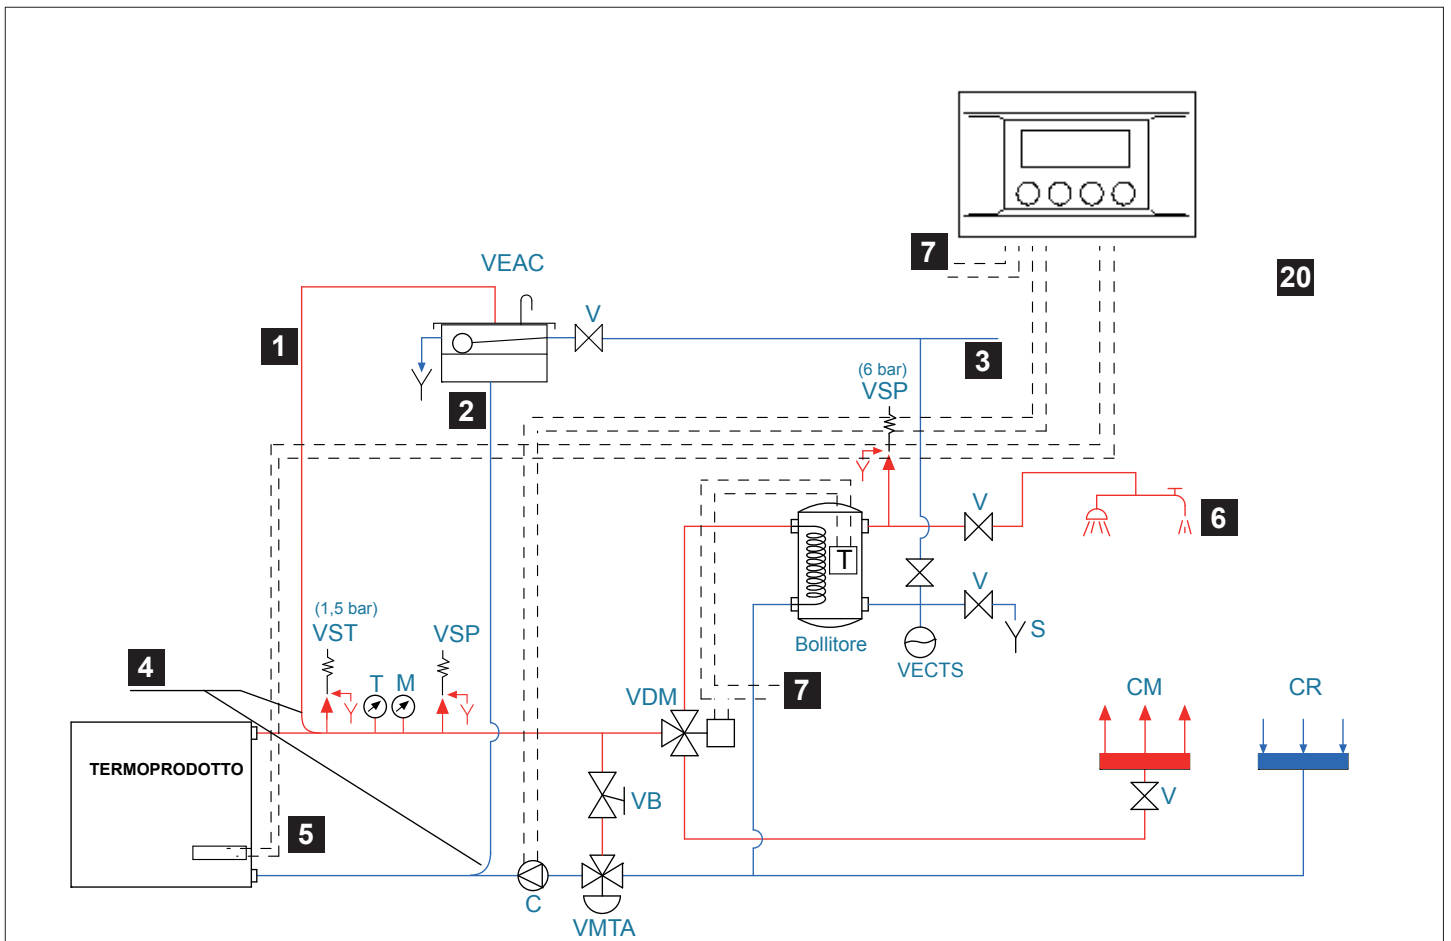 7
20
VEAC
V
1
3
(6 bar)
VSP
2
V
6
T
(1,5 bar)
VST
VSP
V
S
Bollitore
VECTS
4
T
M
7
VDM
CM
CR
TERMOPRODOTTO
VB
V
5
C
VMTA